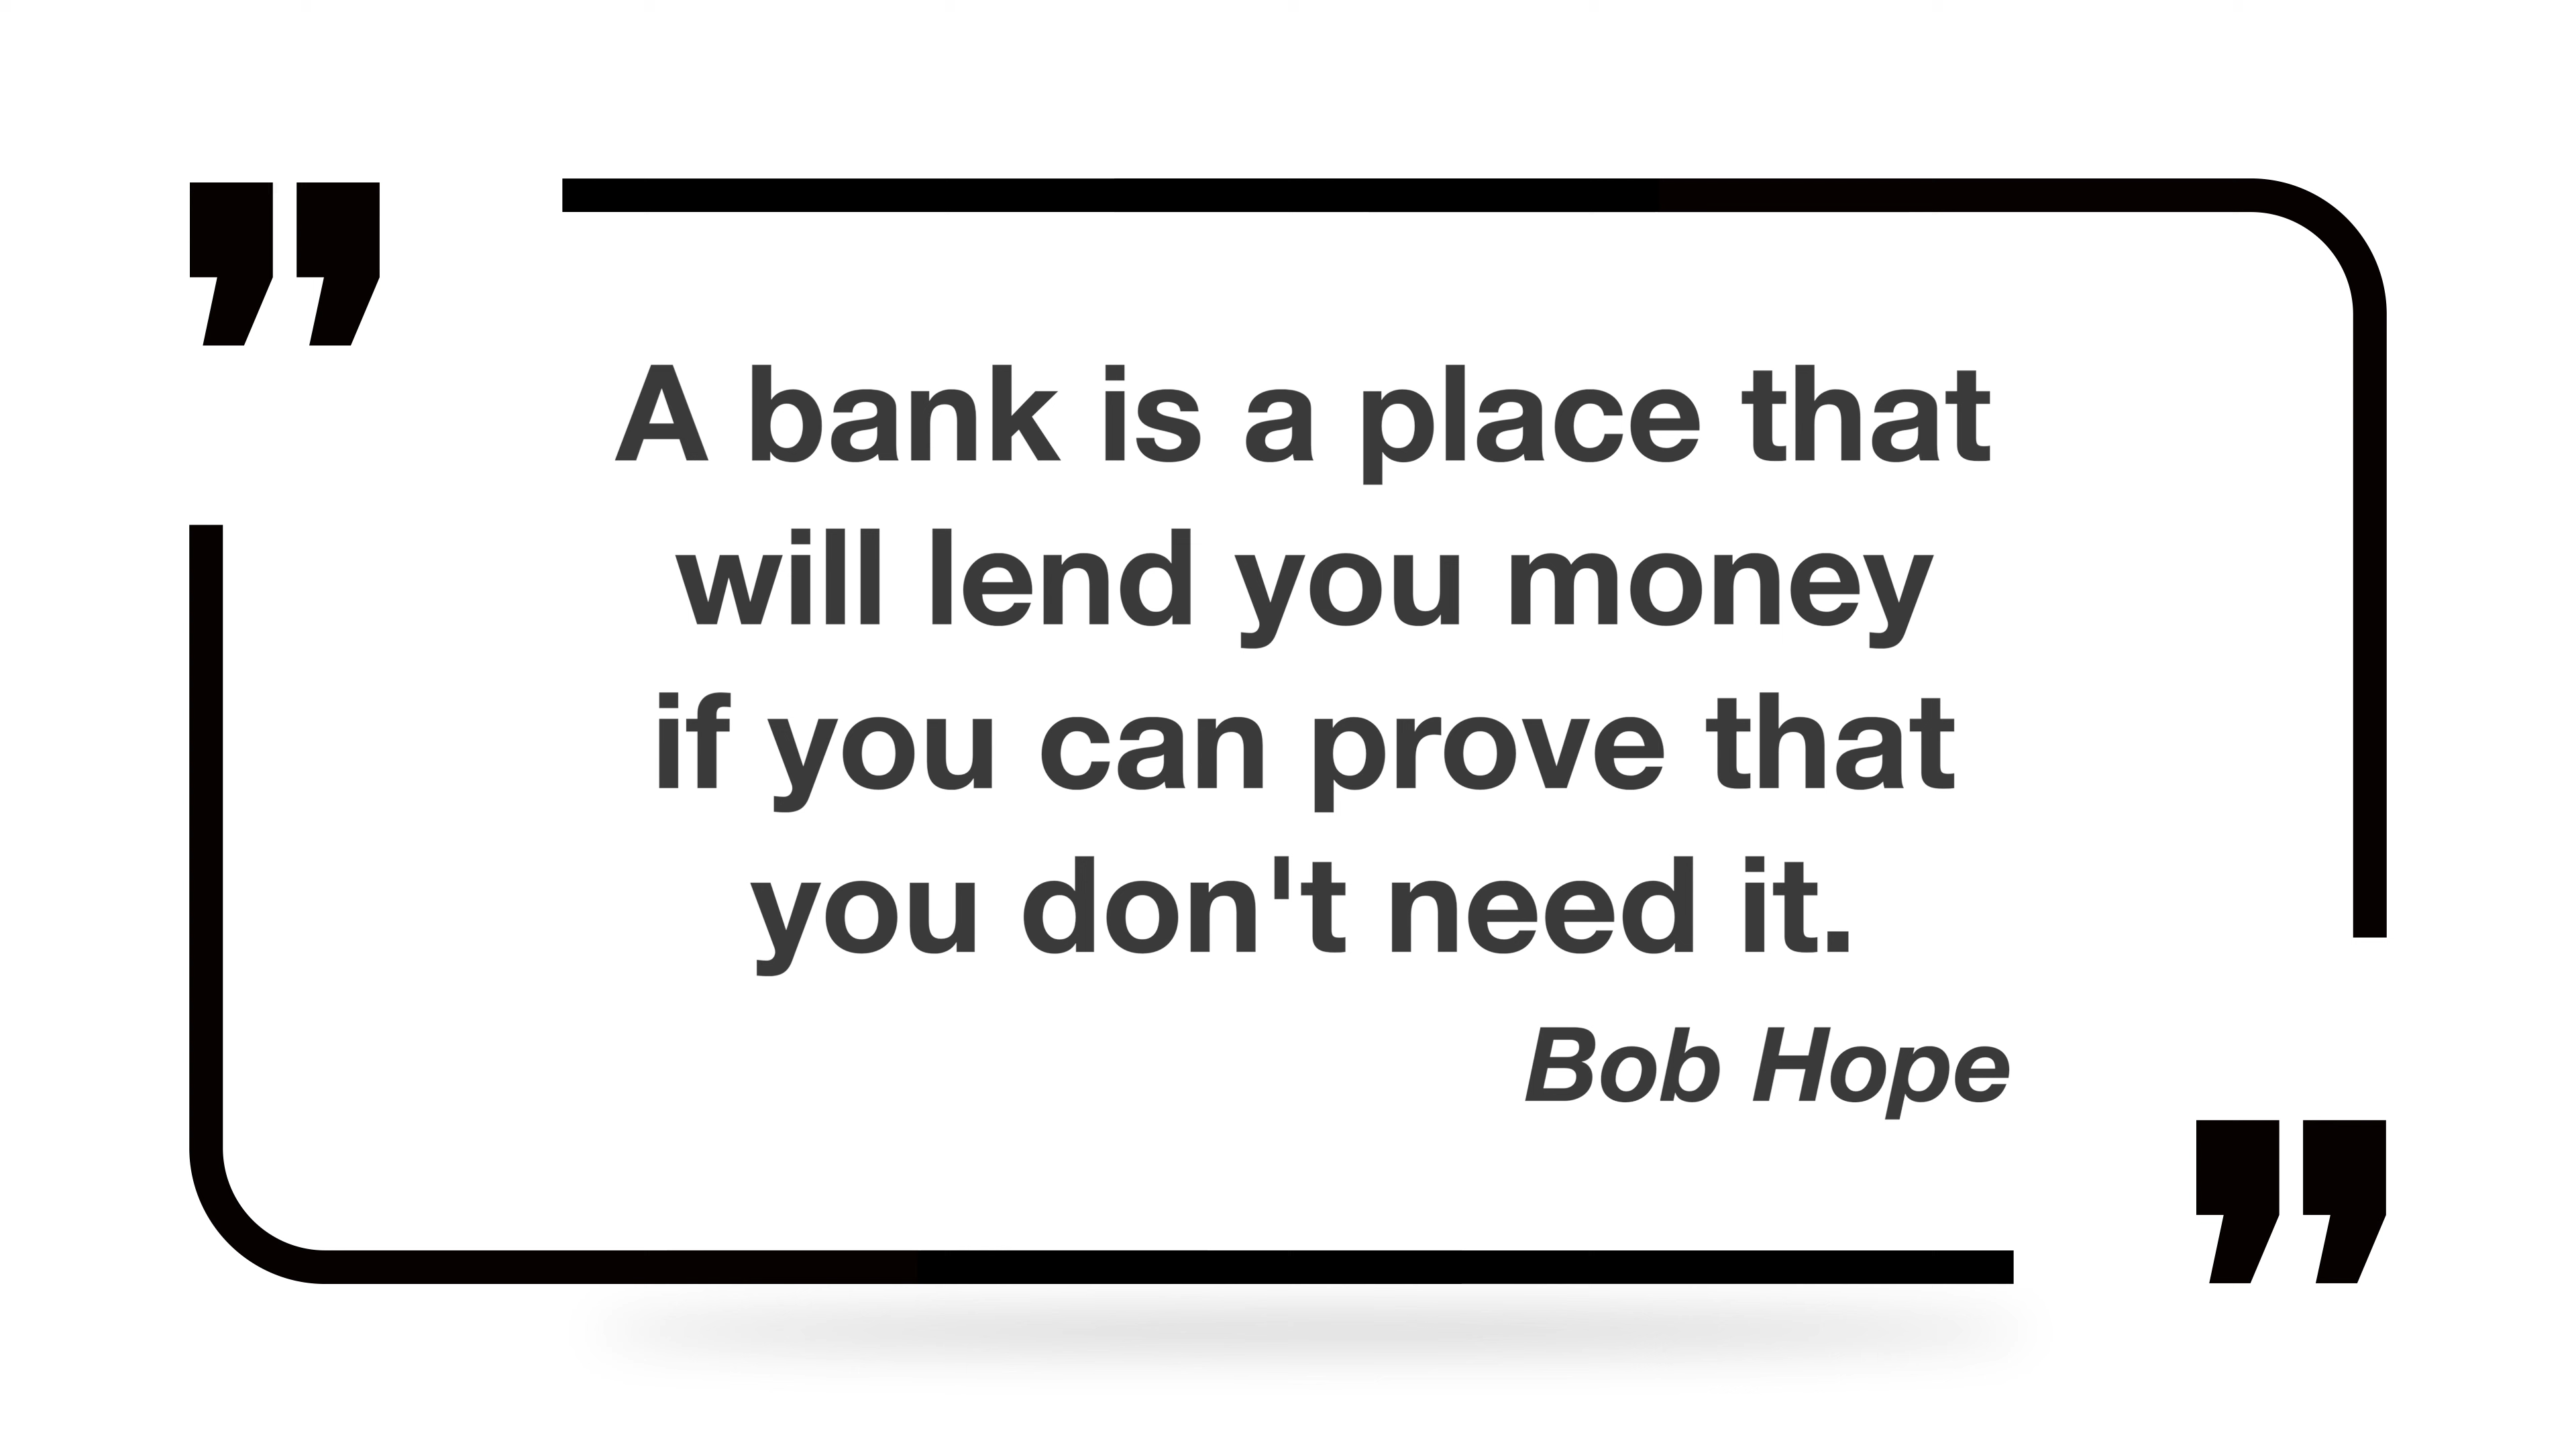 ”
A bank is a place that
will lend you money
if you can prove that
you don't need it.
Bob Hope
”